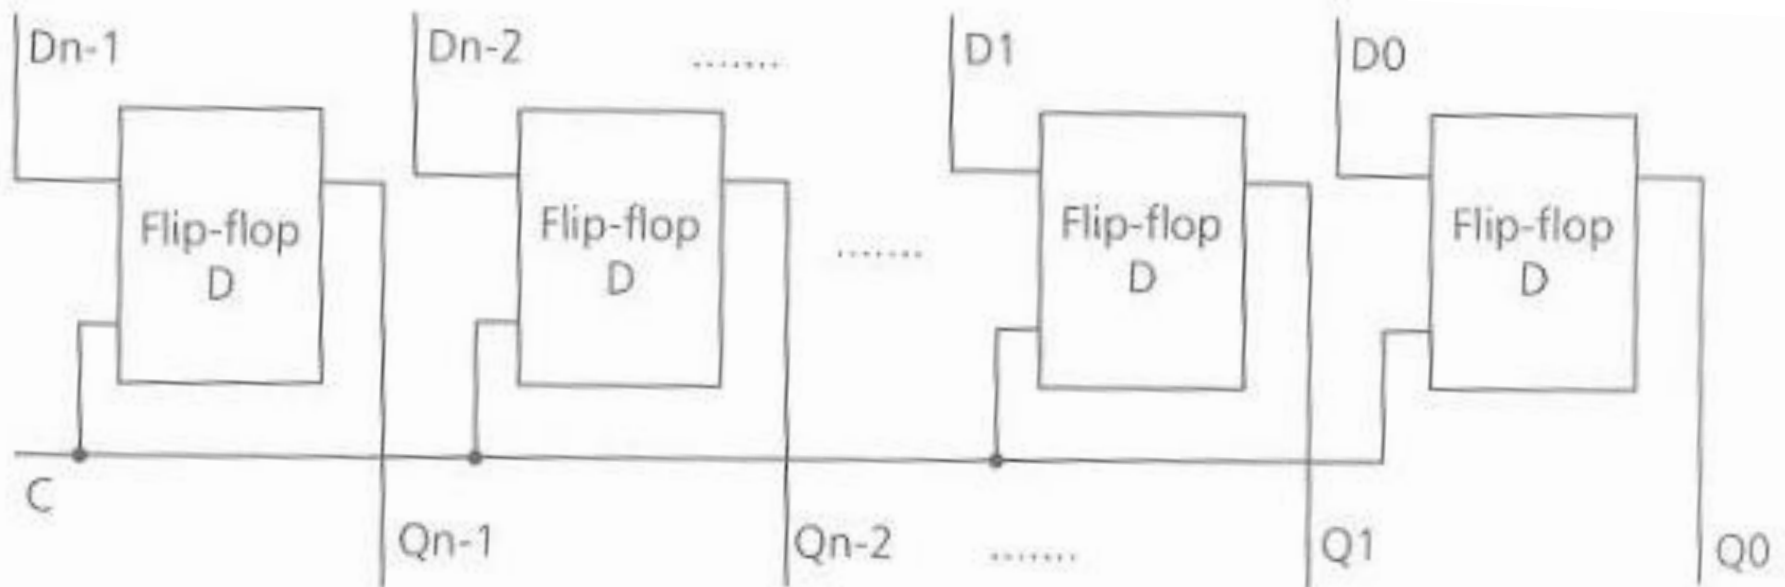 Dn-1 Dn-2 ....... D1 D0
Flip-flop Flip-flop ....... Flip-flop Flip-flop
D D D D
C
Qn-1 Qn-2 ....... Q1 Q0